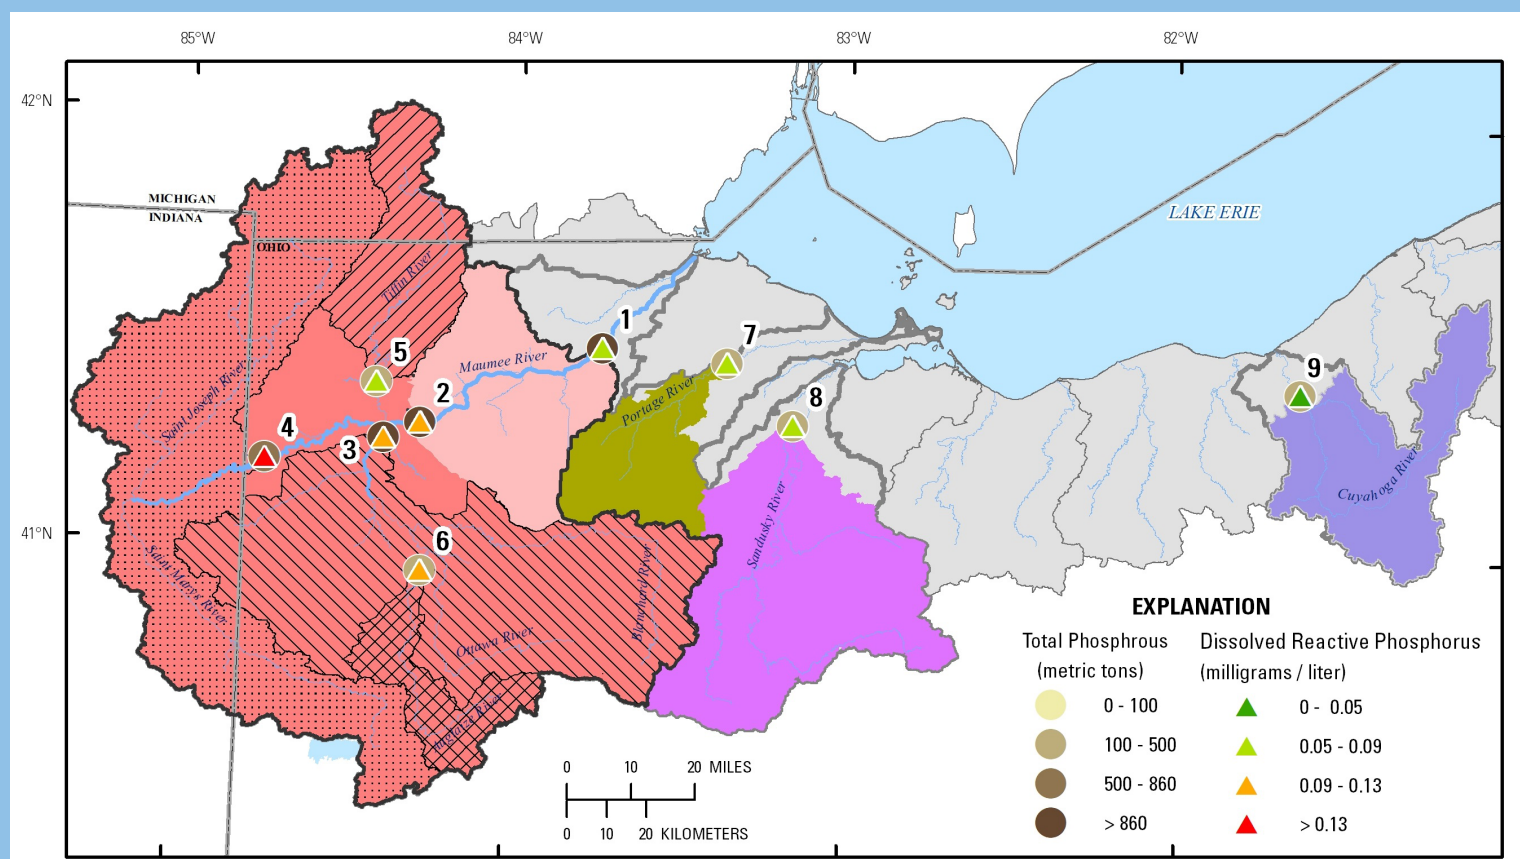 85°W
84°W
83°W
82°W
42°N
41°N
MICHIGAN
INDIANA
OHIO
LAKE ERIE
Tiffin River
Maumee River
Saint Joseph River
Portage River
Sandusky River
Cuyahoga River
Saint Marys River
Ottawa River
Blanchard River
Auglaize River
1
2
3
4
5
6
7
8
9
EXPLANATION
Total Phosphrous
(metric tons)
0 - 100
100 - 500
500 - 860
> 860
Dissolved Reactive Phosphorus
(milligrams / liter)
0 - 0.05
0.05 - 0.09
0.09 - 0.13
> 0.13
0 10 20 MILES
0 10 20 KILOMETERS